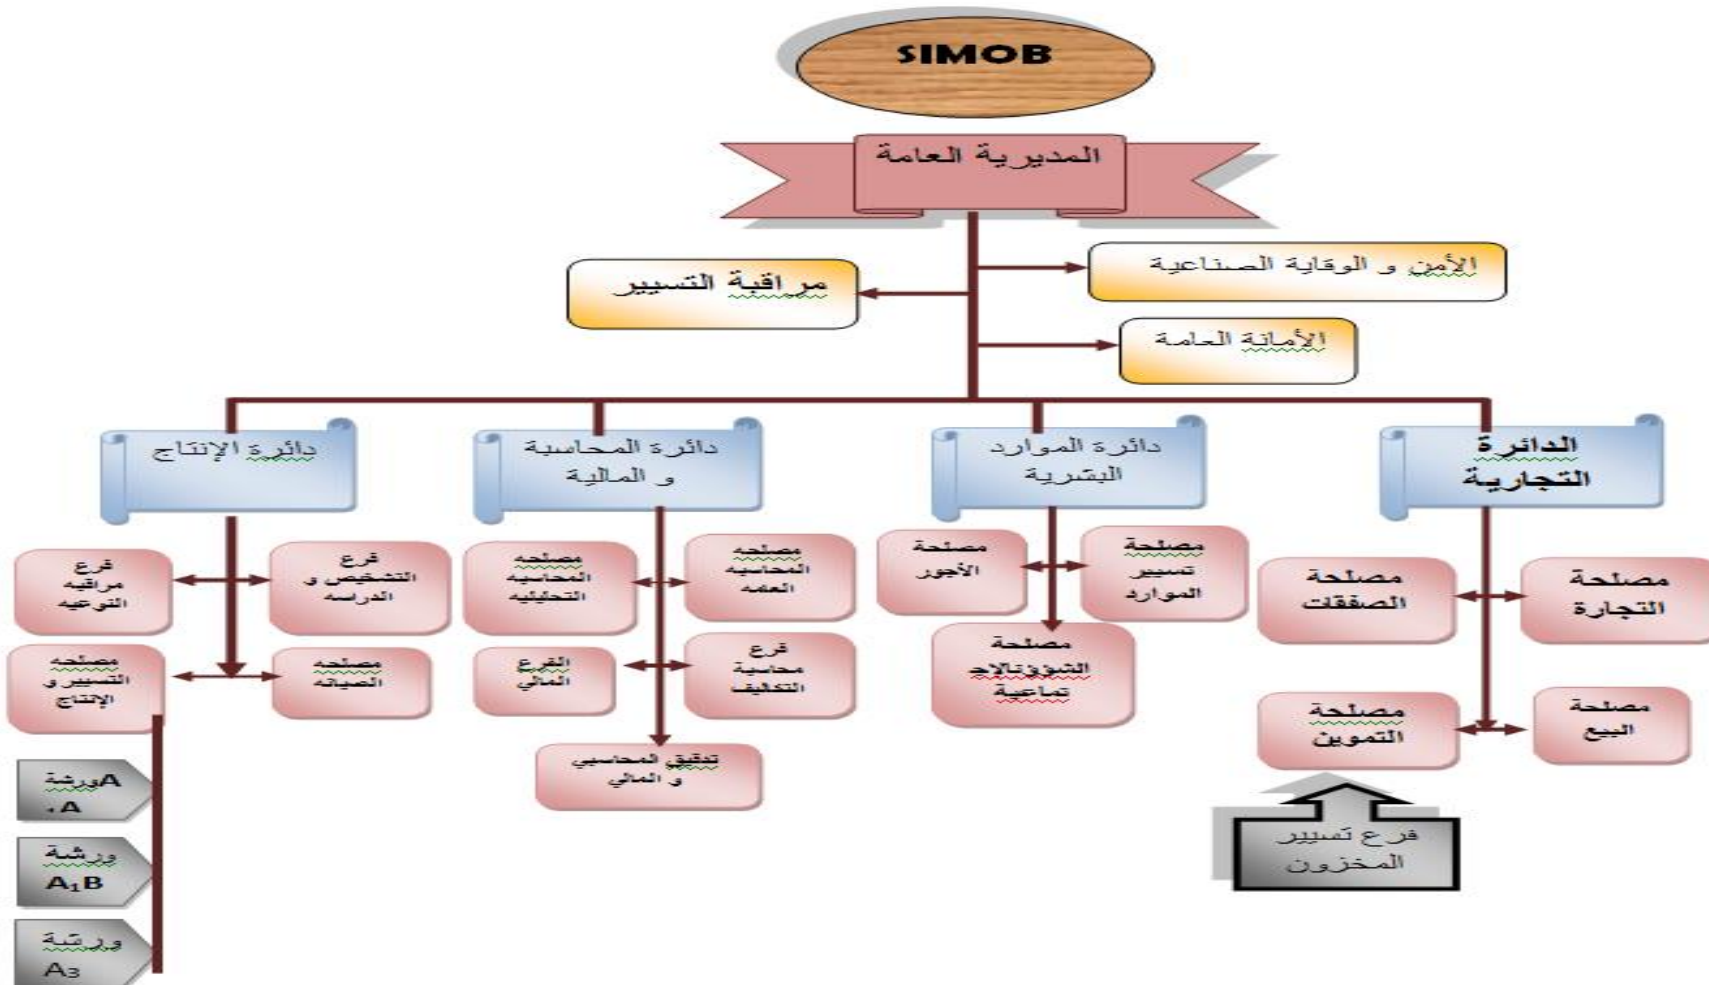 SIMOB
المديرية العامة
الأمن و الوقاية الصناعية
مراقبة التسيير
الأمانة العامة
الدائرة
التجارية
دائرة الموارد
البشرية
دائرة المحاسبة
و المالية
دائرة الإنتاج
مصلحة
التجارة
مصلحة
الصفقات
مصلحة
البيع
مصلحة
التموين
فرع تسيير
المخزون
مصلحة
تسيير
الموارد
مصلحة
الأجور
مصلحة
الشؤونالإج
تماعية
مصلحه
المحاسبه
العامه
مصلحه
المحاسبه
التحليليه
فرع
محاسبة
التكاليف
الفرع
المالي
تدقيق المحاسبي
و المالي
فرع
التشخيص و
الدراسه
فرع
مراقبه
النوعيه
مصلحه
الصيانه
مصلحه
التسيير و
الإنتاج
ورشةA
A.
ورشة
A₁B
ورشة
A₃